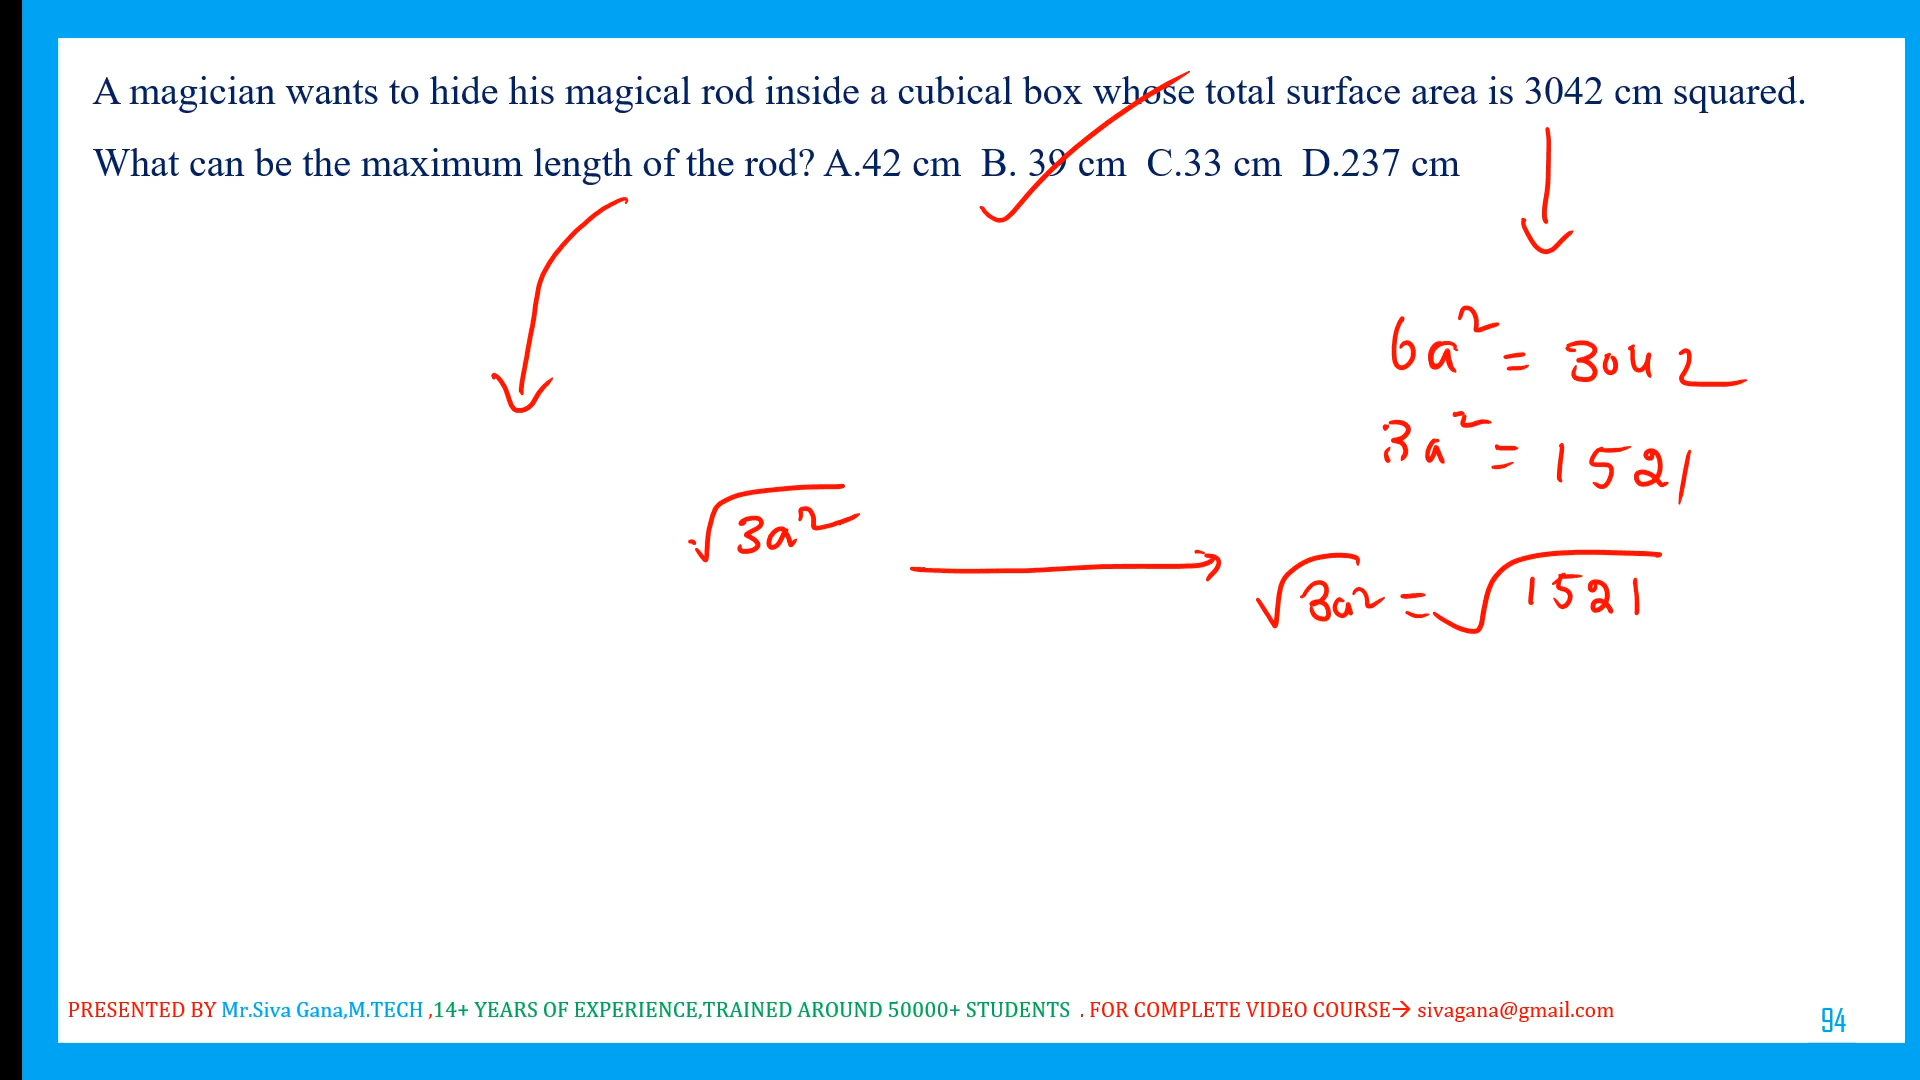 A magician wants to hide his magical rod inside a cubical box whose total surface area is 3042 cm squared.
What can be the maximum length of the rod? A.42 cm B. 39 cm C.33 cm D.237 cm
6a² = 3042
3a² = 1521
√3a²
√3a² = √1521
PRESENTED BY Mr.Siva Gana,M.TECH ,14+ YEARS OF EXPERIENCE,TRAINED AROUND 50000+ STUDENTS . FOR COMPLETE VIDEO COURSE→ sivagana@gmail.com
94